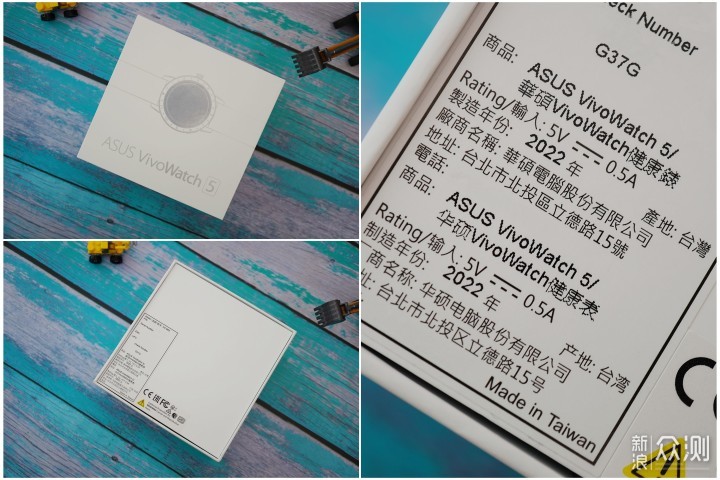 ASUS VivoWatch 5
eck Number
G37G
商品:
ASUS VivoWatch 5/
華碩VivoWatch健康錶
Rating/輸入: 5V ⎓ 0.5A
製造年份: 2022 年
廠商名稱: 華碩電腦股份有限公司
產地: 台灣
地址: 台北市北投區立德路15號
電話:
商品:
ASUS VivoWatch 5/
华硕VivoWatch健康表
Rating/输入: 5V ⎓ 0.5A
制造年份: 2022 年
商名称: 华硕电脑股份有限公司
产地: 台湾
址: 台北市北投区立德路15号
Made in Taiwan
CE
FC
新浪 众测